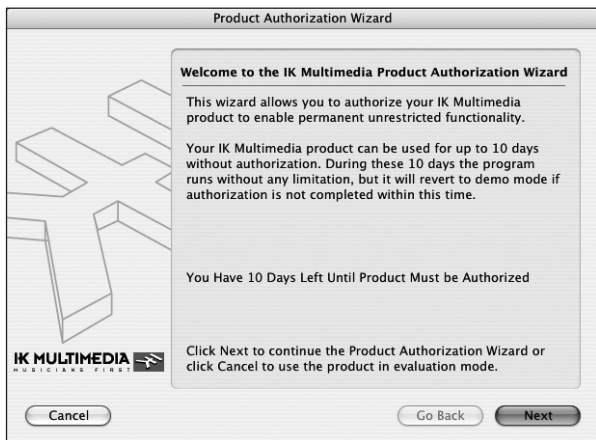 Product Authorization Wizard
Welcome to the IK Multimedia Product Authorization Wizard
This wizard allows you to authorize your IK Multimedia
product to enable permanent unrestricted functionality.
Your IK Multimedia product can be used for up to 10 days
without authorization. During these 10 days the program
runs without any limitation, but it will revert to demo mode if
authorization is not completed within this time.
You Have 10 Days Left Until Product Must be Authorized
Click Next to continue the Product Authorization Wizard or
click Cancel to use the product in evaluation mode.
IK MULTIMEDIA
MUSICIANS FIRST
Cancel
Go Back
Next